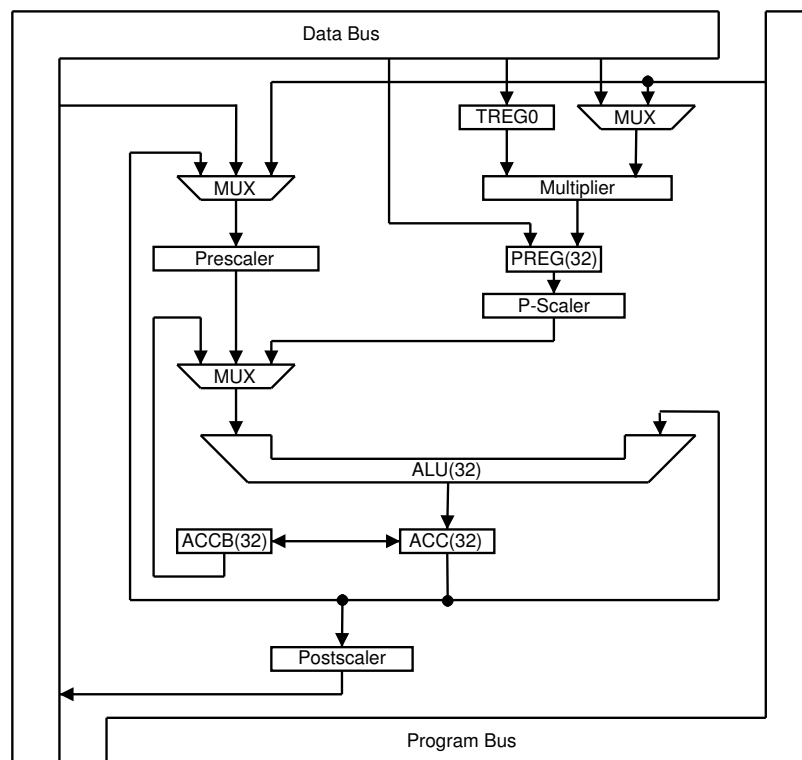 Data Bus
TREG0
MUX
MUX
Multiplier
Prescaler
PREG(32)
P-Scaler
MUX
ALU(32)
ACCB(32)
ACC(32)
Postscaler
Program Bus